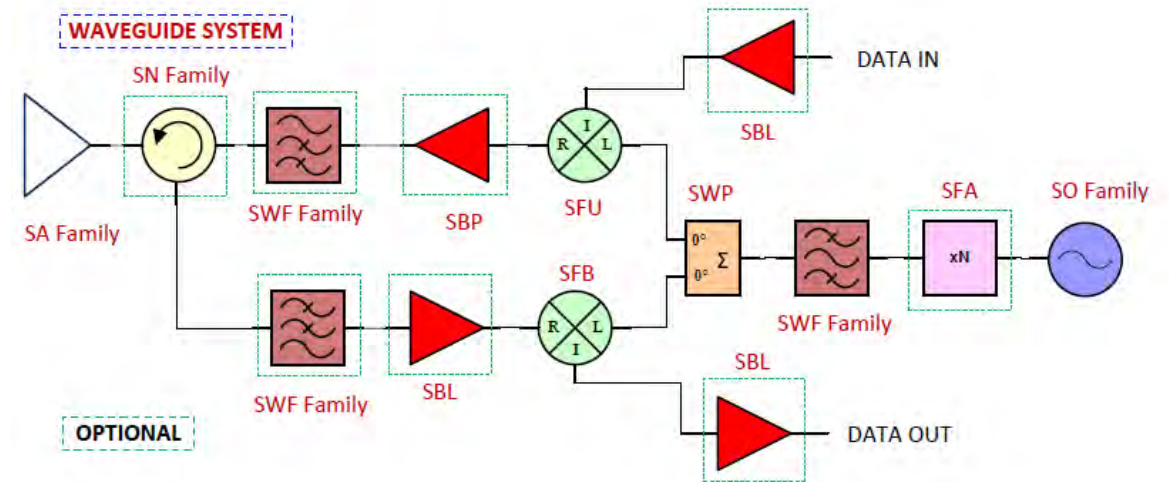 WAVEGUIDE SYSTEM
DATA IN
SN Family
SBL
I
R
L
SWP
SFA
SO Family
SWF Family
SBP
SFU
SA Family
0°
0°
Σ
xN
SFB
SWF Family
R
L
I
SBL
SWF Family
SBL
OPTIONAL
DATA OUT